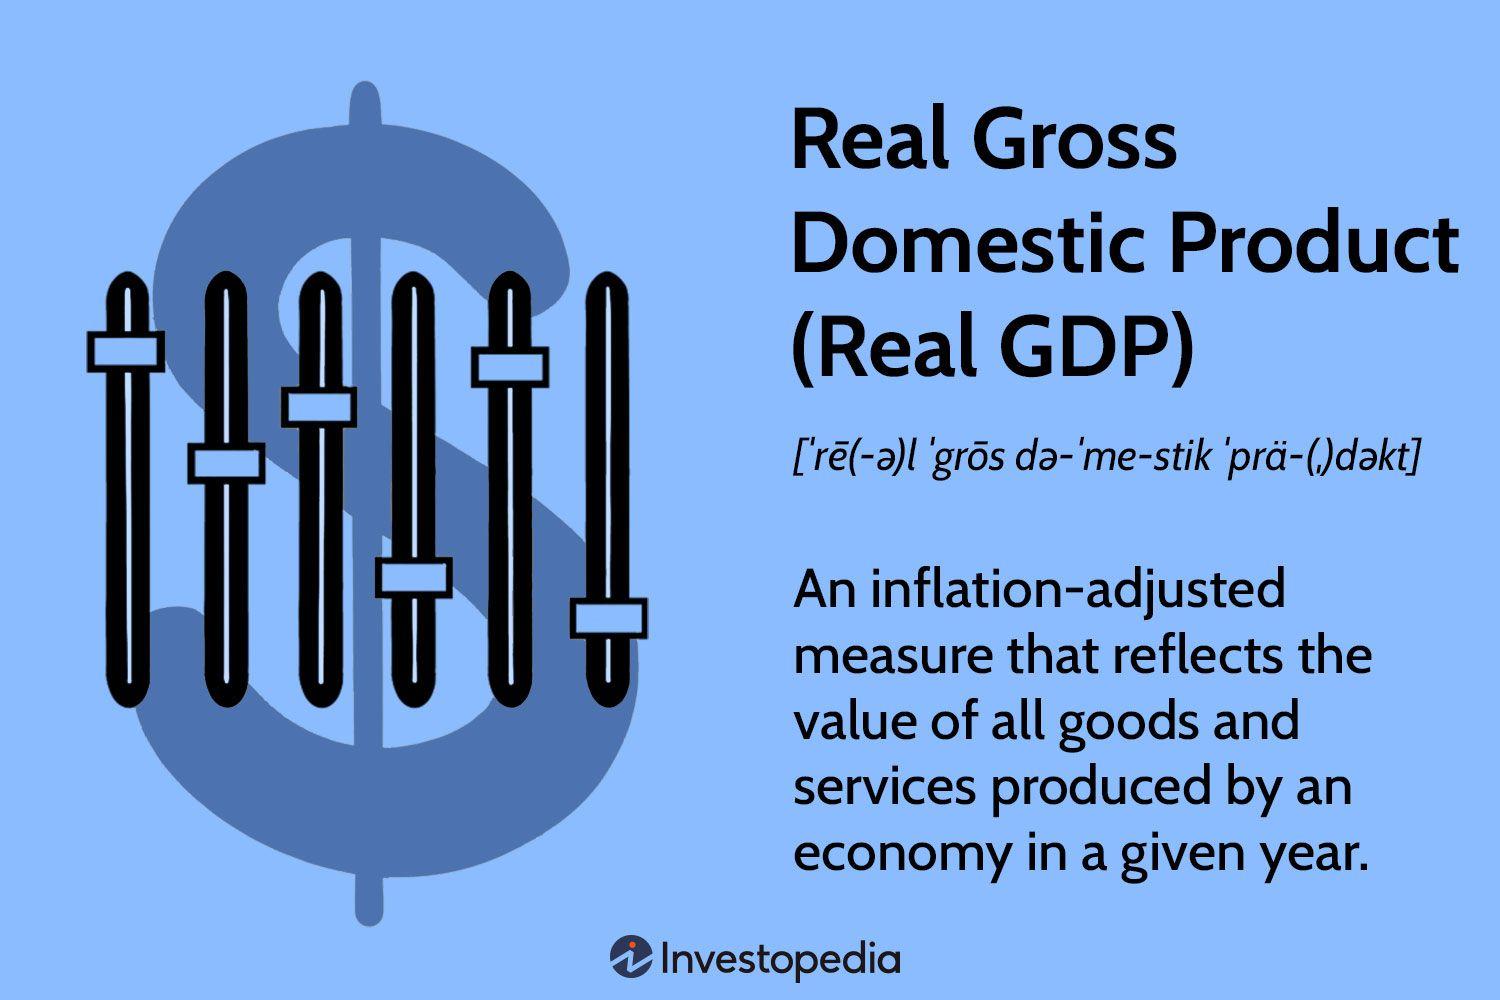 Real Gross
Domestic Product
(Real GDP)
[ˈrē(-ə)l ˈgrōs də-ˈme-stik ˈprä-(ˌ)dəkt]
An inflation-adjusted
measure that reflects the
value of all goods and
services produced by an
economy in a given year.
Investopedia